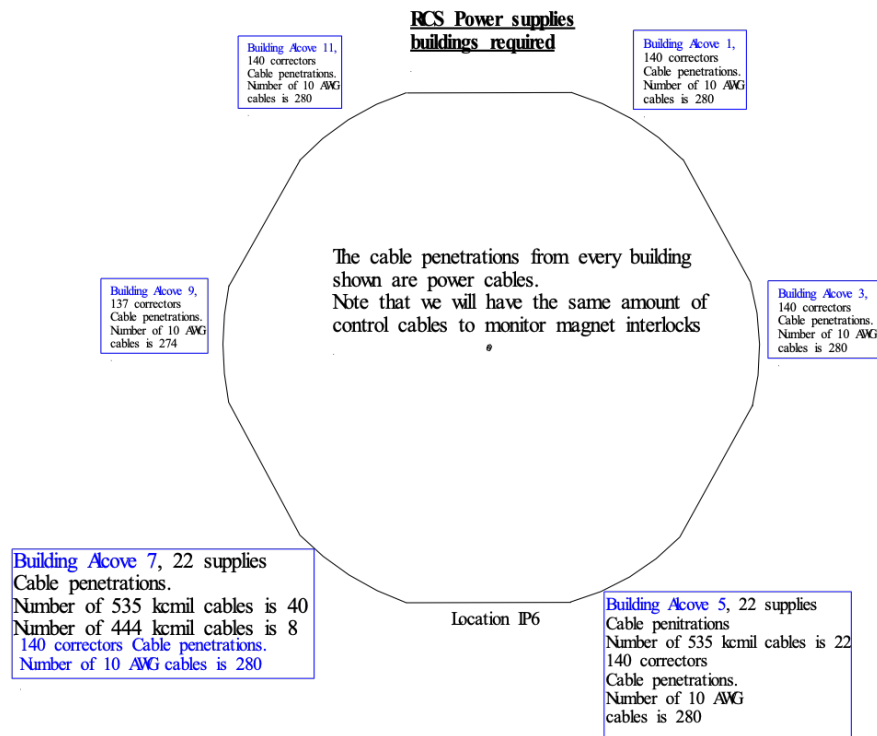 RCS Power supplies
buildings required
Building Alcove 11,
140 correctors
Cable penetrations.
Number of 10 AWG
cables is 280
Building Alcove 1,
140 correctors
Cable penetrations.
Number of 10 AWG
cables is 280
The cable penetrations from every building
shown are power cables.
Note that we will have the same amount of
control cables to monitor magnet interlocks
Building Alcove 9,
137 correctors
Cable penetrations.
Number of 10 AWG
cables is 274
Building Alcove 3,
140 correctors
Cable penetrations.
Number of 10 AWG
cables is 280
Building Alcove 7, 22 supplies
Cable penetrations.
Number of 535 kcmil cables is 40
Number of 444 kcmil cables is 8
140 correctors Cable penetrations.
Number of 10 AWG cables is 280
Location IP6
Building Alcove 5, 22 supplies
Cable penitrations
Number of 535 kcmil cables is 22
140 correctors
Cable penetrations.
Number of 10 AWG
cables is 280